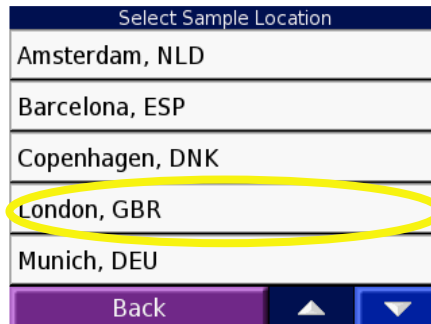 Select Sample Location
Amsterdam, NLD
Barcelona, ESP
Copenhagen, DNK
London, GBR
Munich, DEU
Back